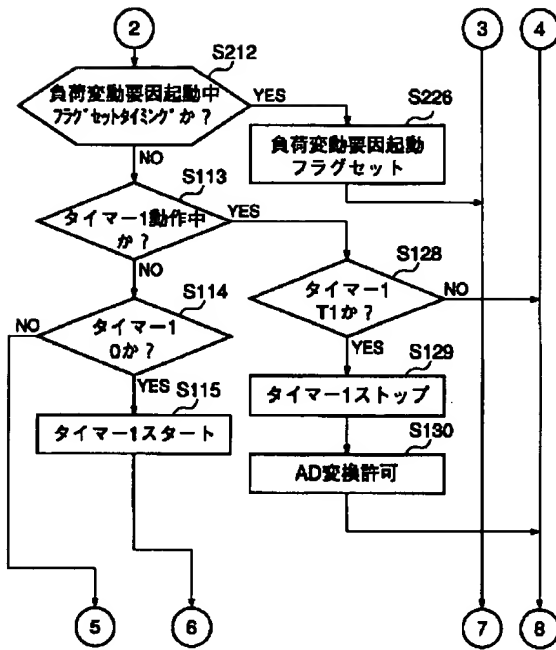 2
3
4
S212
負荷変動要因起動中
フラグセットタイミングか？
YES
NO
S226
負荷変動要因起動
フラグセット
S113
タイマー1動作中
か？
YES
NO
S128
タイマー1
T1か？
NO
YES
S114
タイマー1
0か？
NO
YES
S129
タイマー1ストップ
S115
タイマー1スタート
S130
AD変換許可
5
6
7
8